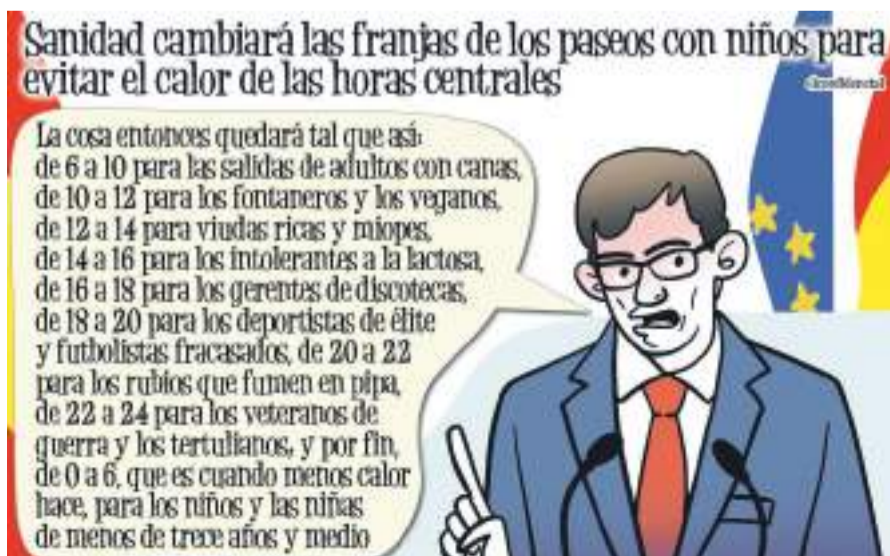 Sanidad cambiará las franjas de los paseos con niños para
evitar el calor de las horas centrales
La cosa entonces quedará tal que así:
de 6 a 10 para las salidas de adultos con canas,
de 10 a 12 para los fontaneros y los veganos,
de 12 a 14 para viudas ricas y miopes,
de 14 a 16 para los intolerantes a la lactosa,
de 16 a 18 para los gerentes de discotecas,
de 18 a 20 para los deportistas de élite
y futbolistas fracasados, de 20 a 22
para los rubios que fumen en pipa,
de 22 a 24 para los veteranos de
guerra y los tertulianos, y por fin,
de 0 a 6, que es cuando menos calor
hace, para los niños y las niñas
de menos de trece años y medio